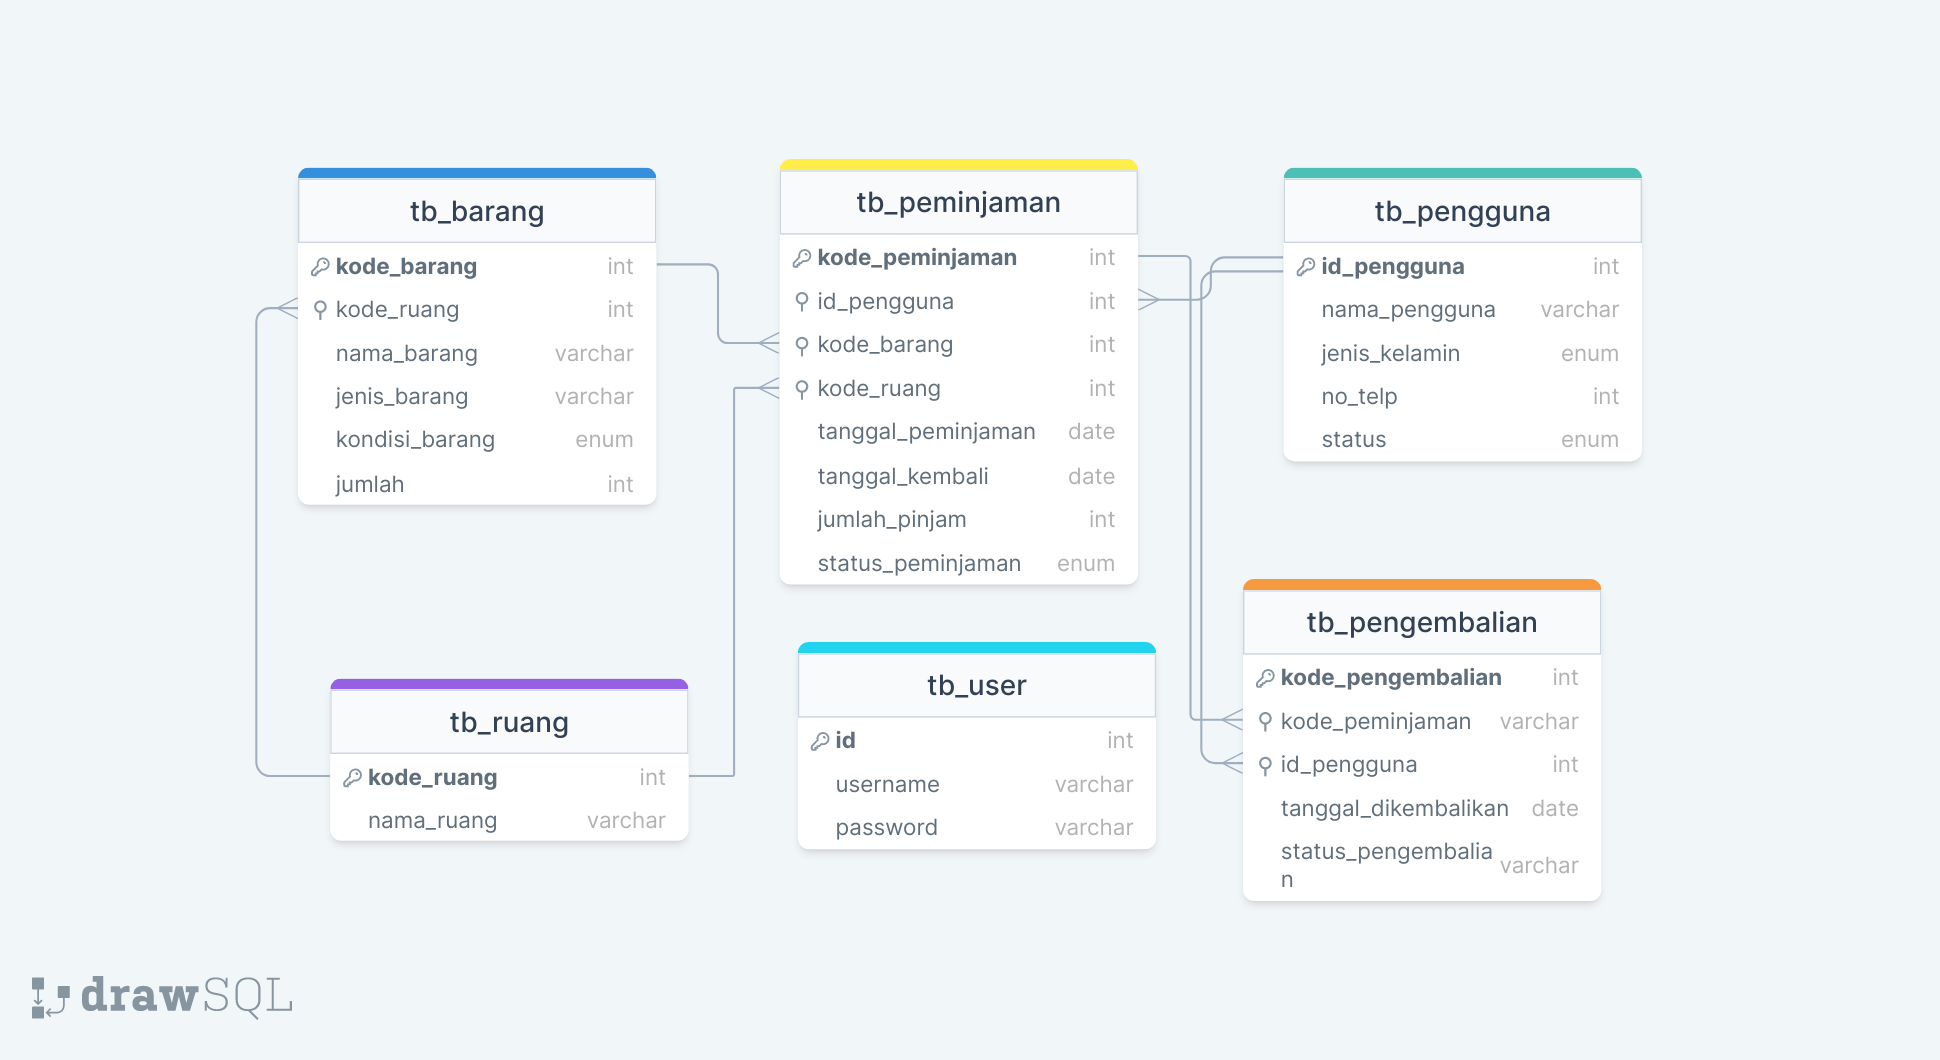 tb_barang
kode_barang int
kode_ruang int
nama_barang varchar
jenis_barang varchar
kondisi_barang enum
jumlah int
tb_peminjaman
kode_peminjaman int
id_pengguna int
kode_barang int
kode_ruang int
tanggal_peminjaman date
tanggal_kembali date
jumlah_pinjam int
status_peminjaman enum
tb_pengguna
id_pengguna int
nama_pengguna varchar
jenis_kelamin enum
no_telp int
status enum
tb_ruang
kode_ruang int
nama_ruang varchar
tb_user
id int
username varchar
password varchar
tb_pengembalian
kode_pengembalian int
kode_peminjaman varchar
id_pengguna int
tanggal_dikembalikan date
status_pengembalia varchar
n
drawSQL